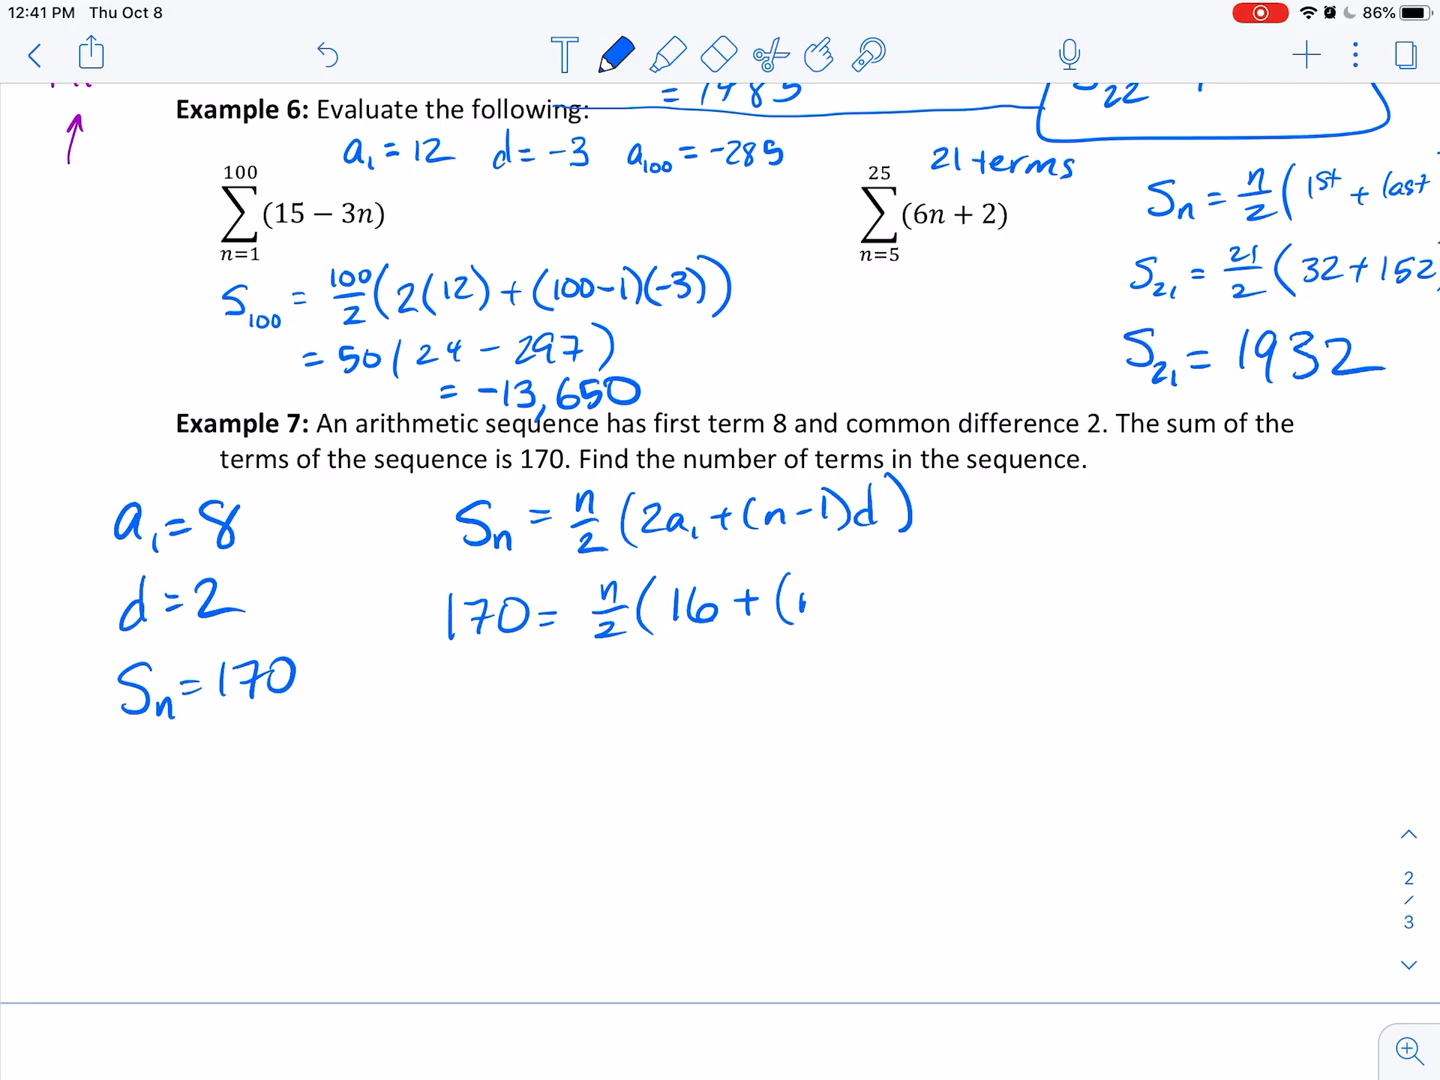 12:41 PM Thu Oct 8
86%
T
= 1485
S₂₂
Example 6: Evaluate the following:
a₁ = 12 d = -3 a₁₀₀ = -285
21 terms
100
∑ (15 − 3n)
n=1
25
∑ (6n + 2)
n=5
Sₙ = n/2 (1st + last
S₁₀₀ = 100/2 (2(12) + (100-1)(-3))
= 50(24 - 297)
= -13,650
S₂₁ = 21/2 (32 + 152
S₂₁ = 1932
Example 7: An arithmetic sequence has first term 8 and common difference 2. The sum of the
terms of the sequence is 170. Find the number of terms in the sequence.
a₁ = 8
d = 2
Sₙ = 170
Sₙ = n/2 (2a₁ + (n-1)d)
170 = n/2 (16 + (
2
/
3